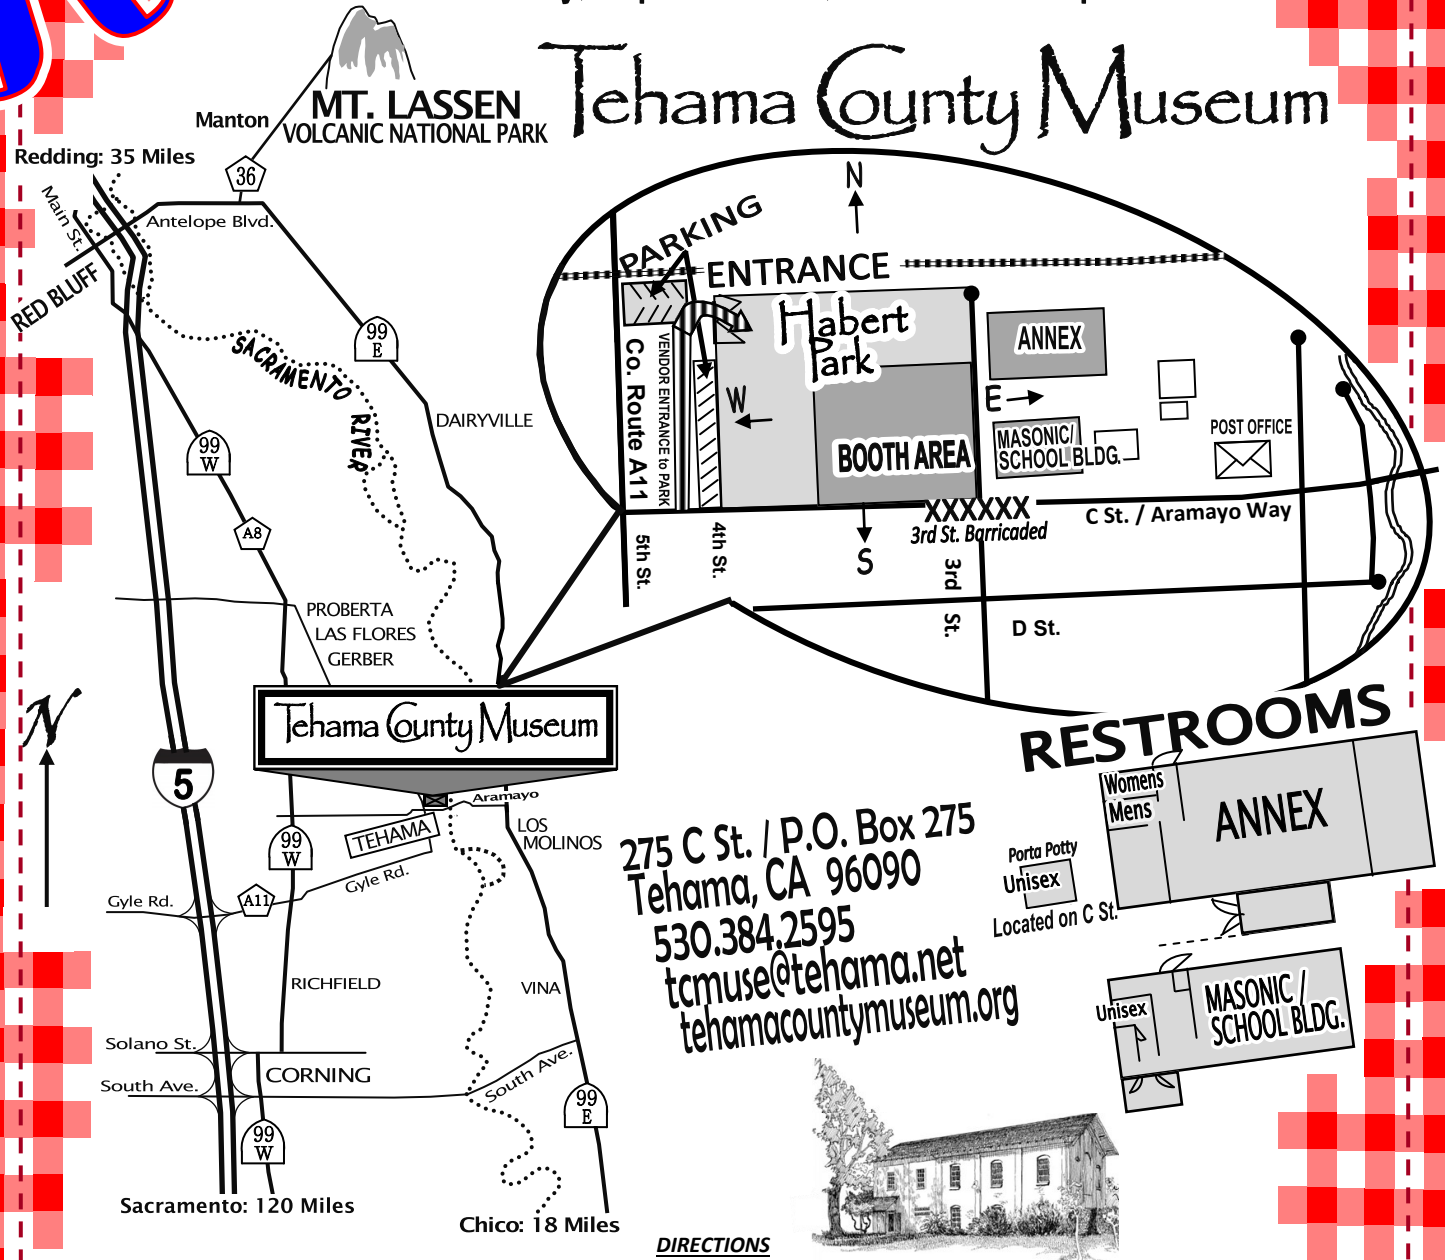 Tehama County Museum
MT. LASSEN
VOLCANIC NATIONAL PARK
Manton
Redding: 35 Miles
36
Main St.
Antelope Blvd.
RED BLUFF
99
E
SACRAMENTO
RIVER
DAIRYVILLE
99
W
A8
PROBERTA
LAS FLORES
GERBER
N
PARKING
ENTRANCE
Habert
Park
ANNEX
Co. Route A11
VENDOR ENTRANCE to PARK
W
E
BOOTH AREA
MASONIC/
SCHOOL BLDG.
POST OFFICE
XXXXXX
3rd St. Barricaded
C St. / Aramayo Way
S
5th St.
4th St.
3rd St.
D St.
N
Tehama County Museum
5
Aramayo
TEHAMA
LOS
MOLINOS
99
W
Gyle Rd.
Gyle Rd.
A11
RICHFIELD
VINA
Solano St.
CORNING
South Ave.
South Ave.
99
E
99
W
Sacramento: 120 Miles
Chico: 18 Miles
275 C St. / P.O. Box 275
Tehama, CA 96090
530.384.2595
tcmuse@tehama.net
tehamacountymuseum.org
RESTROOMS
Womens
Mens
ANNEX
Porta Potty
Unisex
Located on C St.
Unisex
MASONIC /
SCHOOL BLDG.
DIRECTIONS